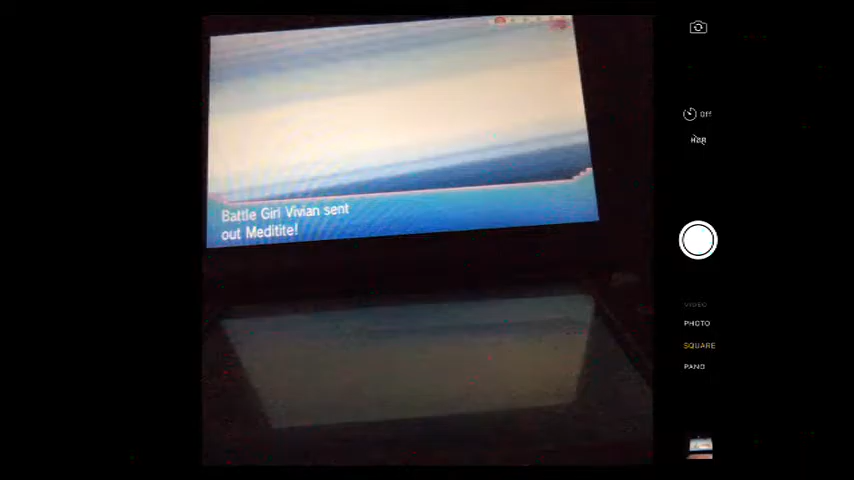 Battle Girl Vivian sent
out Meditite!
Off
VIDEO
PHOTO
SQUARE
PANO